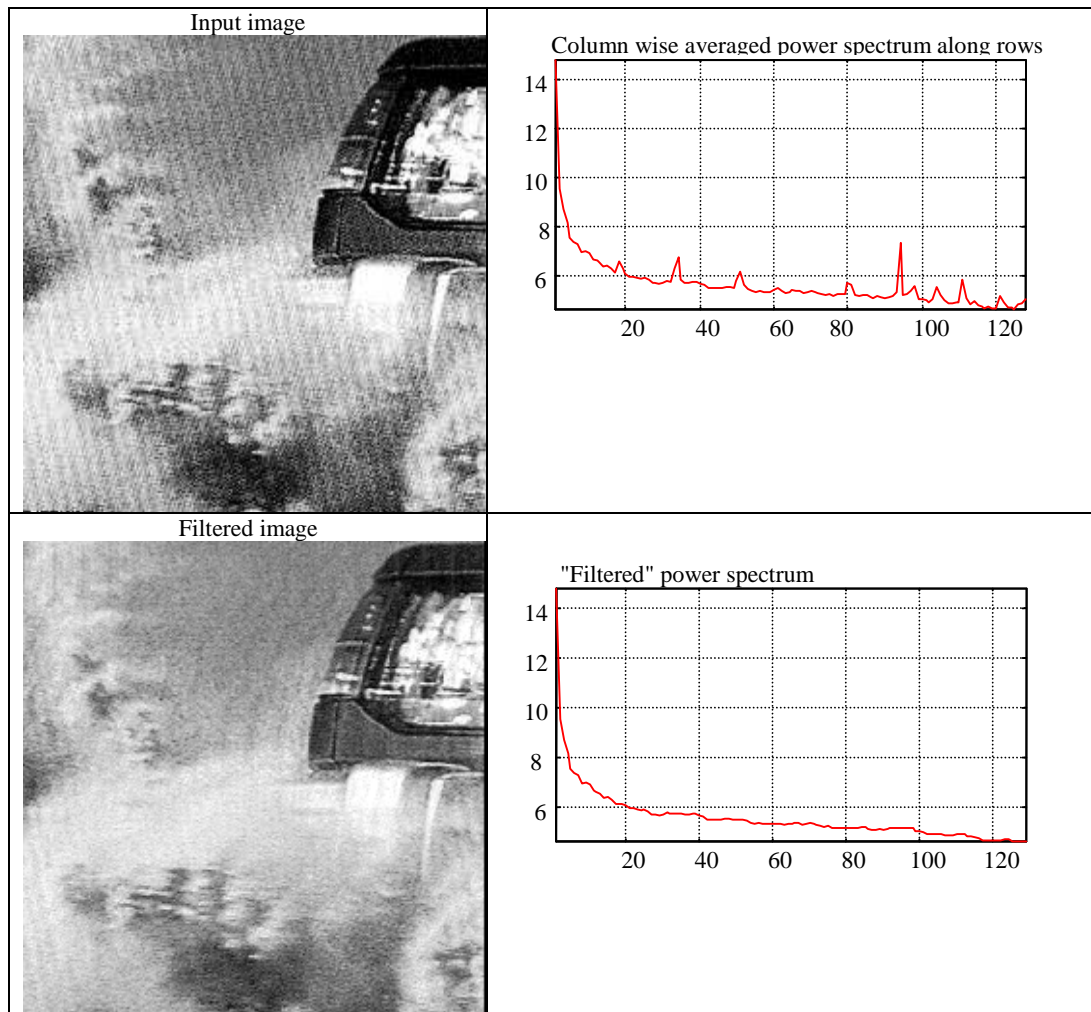 Input image
Column wise averaged power spectrum along rows
14
12
10
8
6
20 40 60 80 100 120
Filtered image
"Filtered" power spectrum
14
12
10
8
6
20 40 60 80 100 120